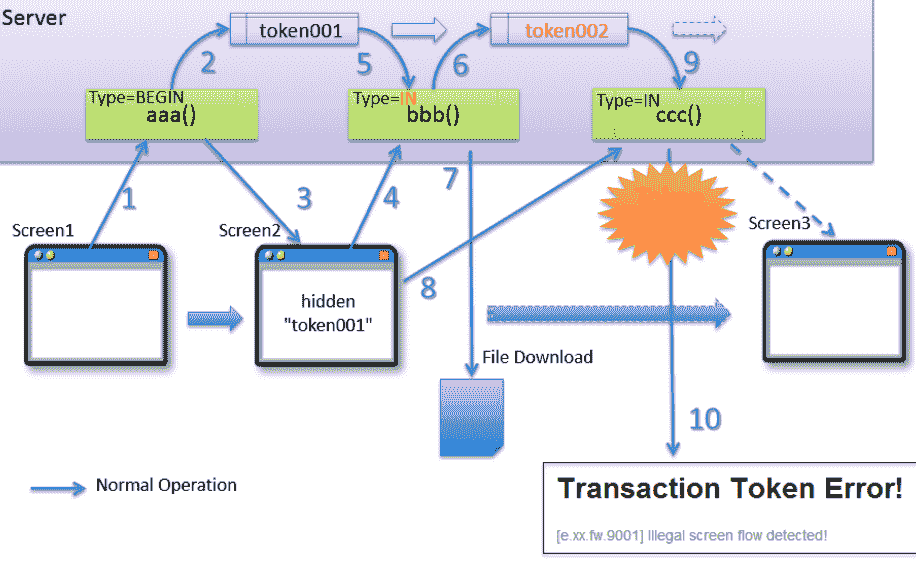 Server
token001
token002
2
5
6
9
Type=BEGIN
aaa()
Type=IN
bbb()
Type=IN
ccc()
1
3
4
7
8
Screen1
Screen2
Screen3
hidden
"token001"
File Download
10
Normal Operation
Transaction Token Error!
[e.xx.fw.9001] Illegal screen flow detected!